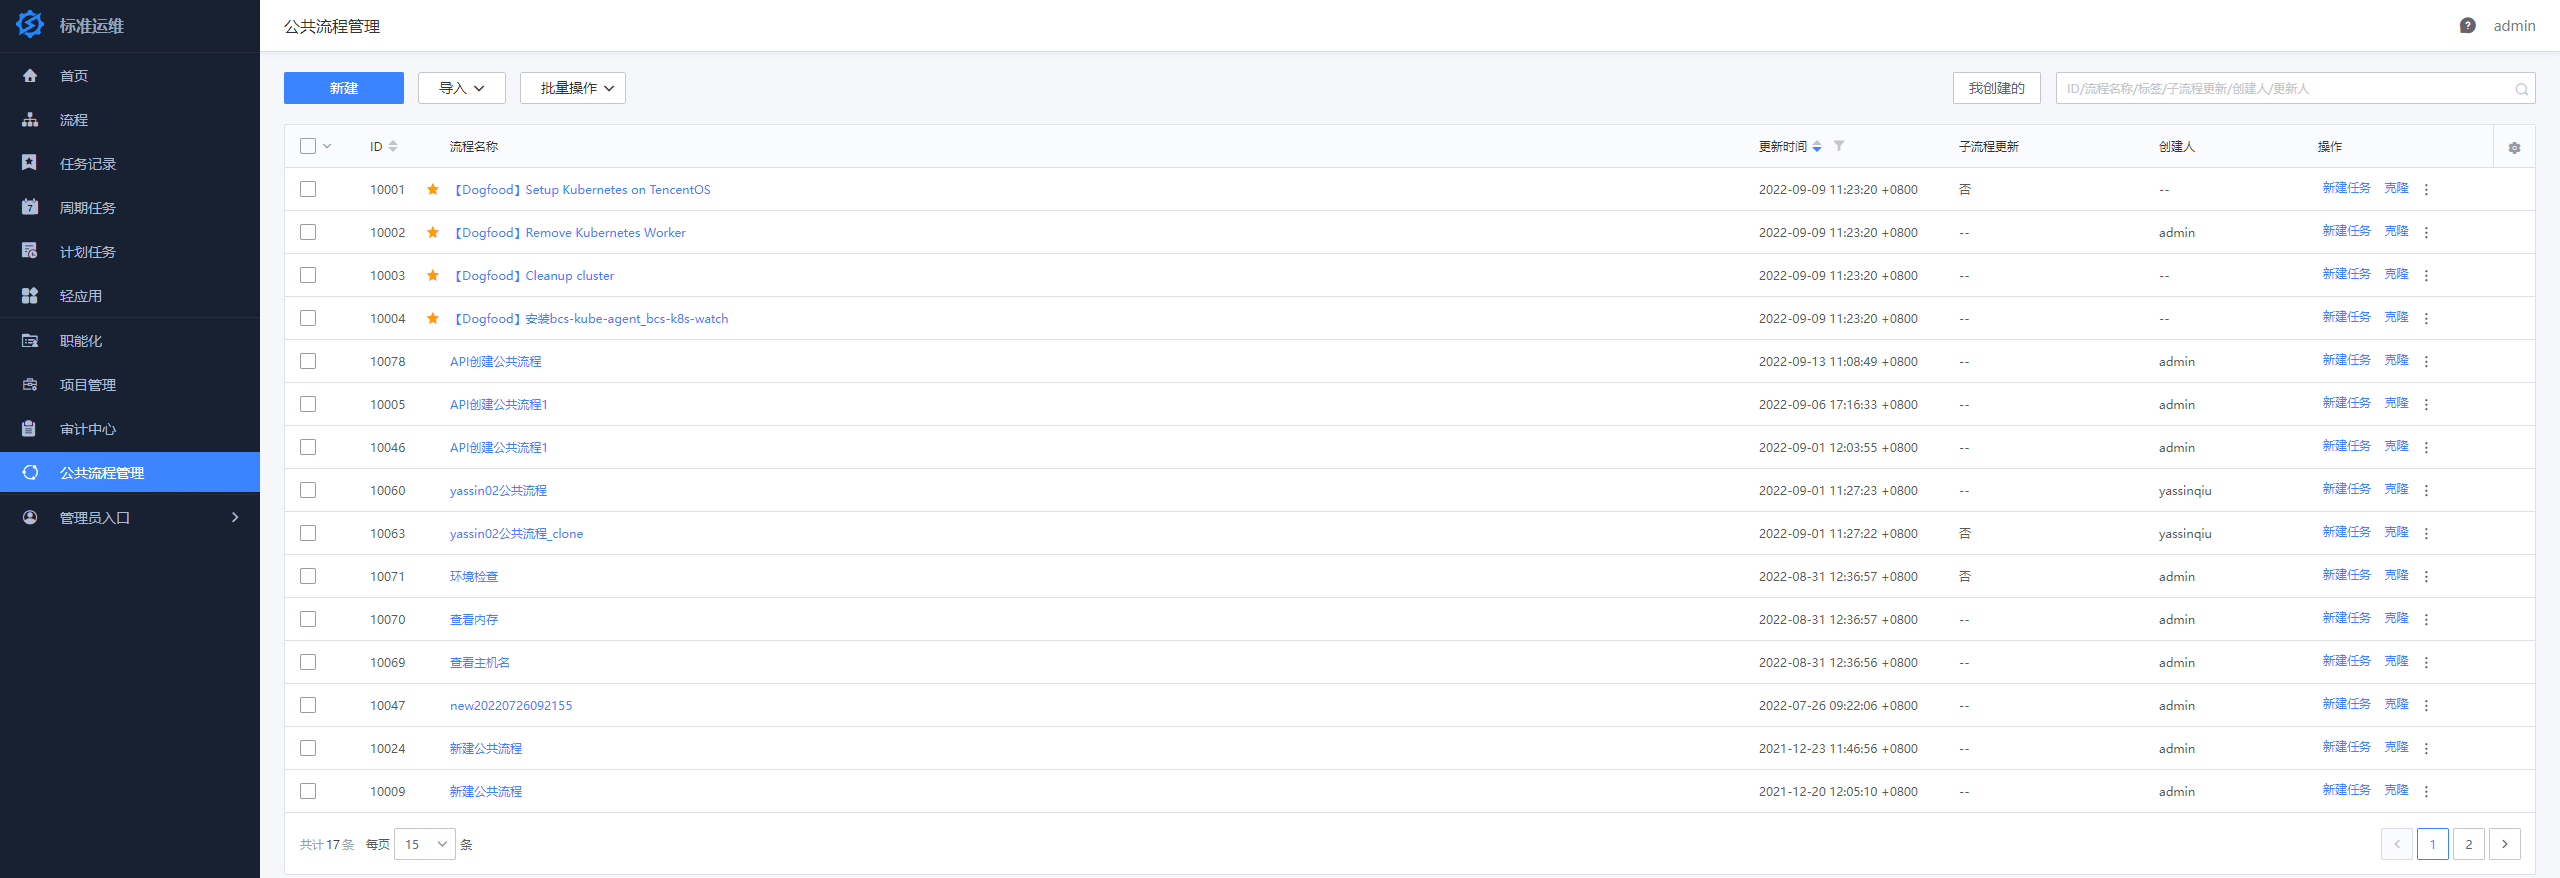 标准运维
首页
流程
任务记录
周期任务
计划任务
轻应用
职能化
项目管理
审计中心
公共流程管理
管理员入口
公共流程管理
admin
新建 导入 批量操作 我创建的 ID/流程名称/标签/子流程更新/创建人/更新人
ID 流程名称 更新时间 子流程更新 创建人 操作
10001 【Dogfood】Setup Kubernetes on TencentOS 2022-09-09 11:23:20 +0800 否 -- 新建任务 克隆
10002 【Dogfood】Remove Kubernetes Worker 2022-09-09 11:23:20 +0800 -- admin 新建任务 克隆
10003 【Dogfood】Cleanup cluster 2022-09-09 11:23:20 +0800 -- -- 新建任务 克隆
10004 【Dogfood】安装bcs-kube-agent_bcs-k8s-watch 2022-09-09 11:23:20 +0800 -- -- 新建任务 克隆
10078 API创建公共流程 2022-09-13 11:08:49 +0800 -- admin 新建任务 克隆
10005 API创建公共流程1 2022-09-06 17:16:33 +0800 -- admin 新建任务 克隆
10046 API创建公共流程1 2022-09-01 12:03:55 +0800 -- admin 新建任务 克隆
10060 yassin02公共流程 2022-09-01 11:27:23 +0800 -- yassinqiu 新建任务 克隆
10063 yassin02公共流程_clone 2022-09-01 11:27:22 +0800 否 yassinqiu 新建任务 克隆
10071 环境检查 2022-08-31 12:36:57 +0800 否 admin 新建任务 克隆
10070 查看内存 2022-08-31 12:36:57 +0800 -- admin 新建任务 克隆
10069 查看主机名 2022-08-31 12:36:56 +0800 -- admin 新建任务 克隆
10047 new20220726092155 2022-07-26 09:22:06 +0800 -- admin 新建任务 克隆
10024 新建公共流程 2021-12-23 11:46:56 +0800 -- admin 新建任务 克隆
10009 新建公共流程 2021-12-20 12:05:10 +0800 -- admin 新建任务 克隆
共计17条 每页 15 条 1 2